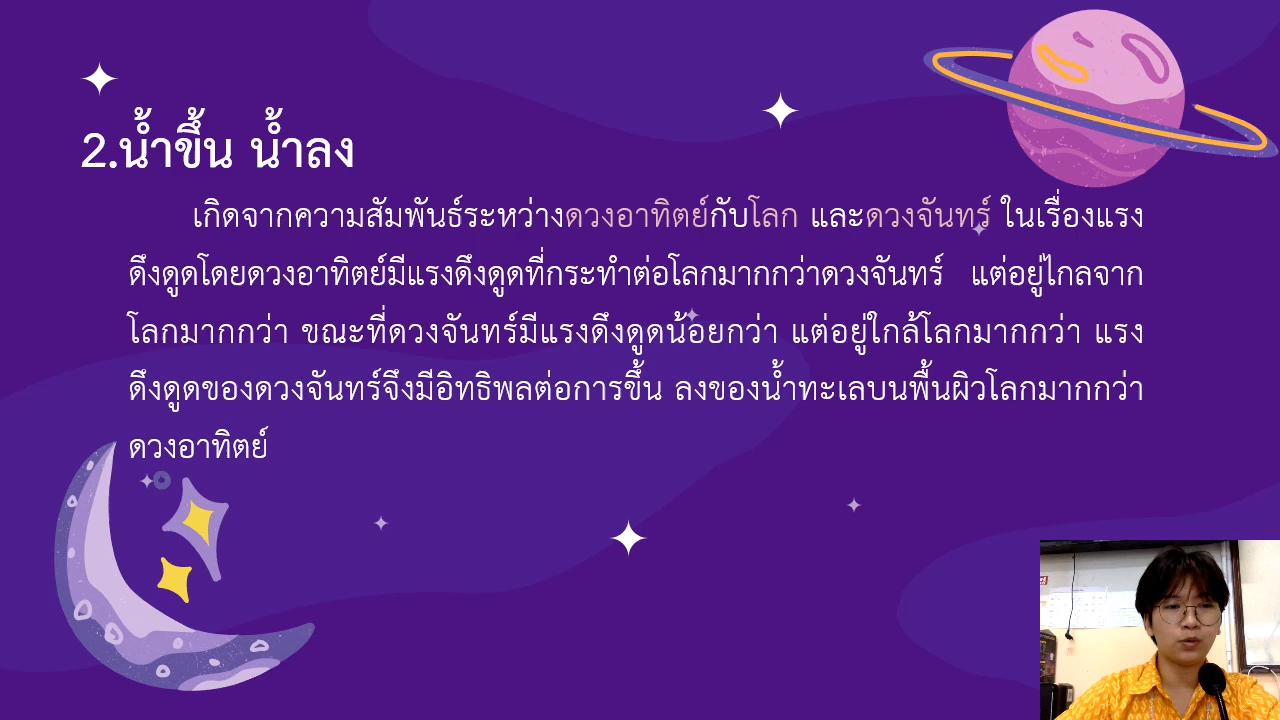 2.น้ำขึ้น น้ำลง
เกิดจากความสัมพันธ์ระหว่างดวงอาทิตย์กับโลก และดวงจันทร์ ในเรื่องแรง
ดึงดูดโดยดวงอาทิตย์มีแรงดึงดูดที่กระทำต่อโลกมากกว่าดวงจันทร์ แต่อยู่ไกลจาก
โลกมากกว่า ขณะที่ดวงจันทร์มีแรงดึงดูดน้อยกว่า แต่อยู่ใกล้โลกมากกว่า แรง
ดึงดูดของดวงจันทร์จึงมีอิทธิพลต่อการขึ้น ลงของน้ำทะเลบนพื้นผิวโลกมากกว่า
ดวงอาทิตย์